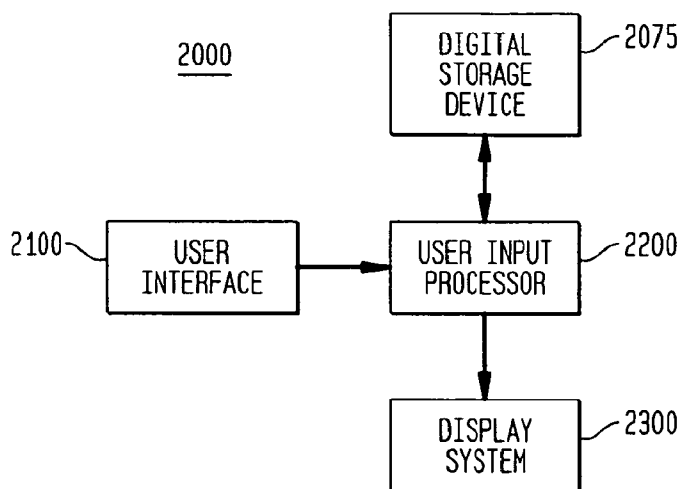 2000
DIGITAL
STORAGE
DEVICE
2075
2100
USER
INTERFACE
USER INPUT
PROCESSOR
2200
DISPLAY
SYSTEM
2300